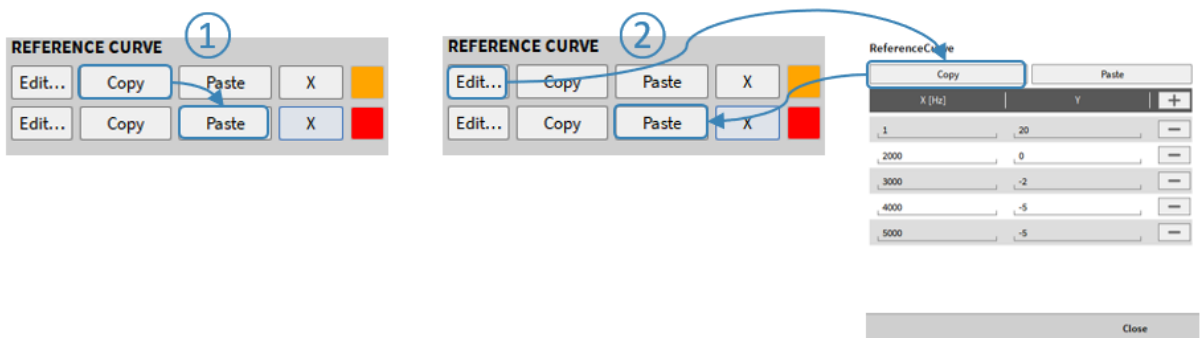 1
REFERENCE CURVE
Edit... Copy Paste X
Edit... Copy Paste X
2
REFERENCE CURVE
Edit... Copy Paste X
Edit... Copy Paste X
ReferenceCurve
Copy Paste
X [Hz] Y +
1 20
2000 0
3000 -2
4000 -5
5000 -5
Close